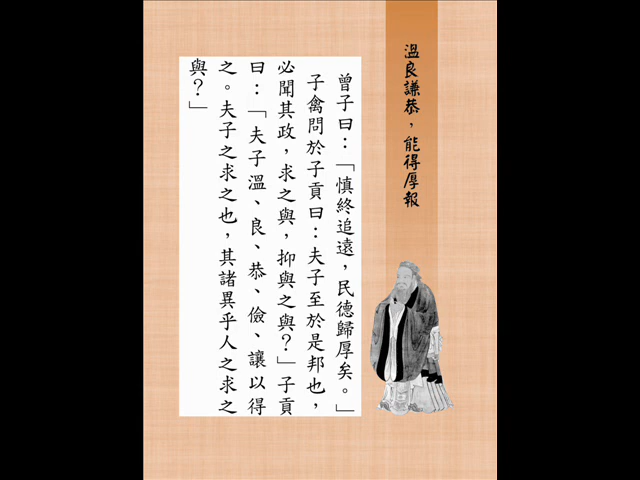 溫良謙恭，能得厚報
曾子曰：「慎終追遠，民德歸厚矣。」
子禽問於子貢曰：夫子至於是邦也，
必聞其政，求之與，抑與之與？」子貢
曰：「夫子溫、良、恭、儉、讓以得
之。夫子之求之也，其諸異乎人之求之
與？」